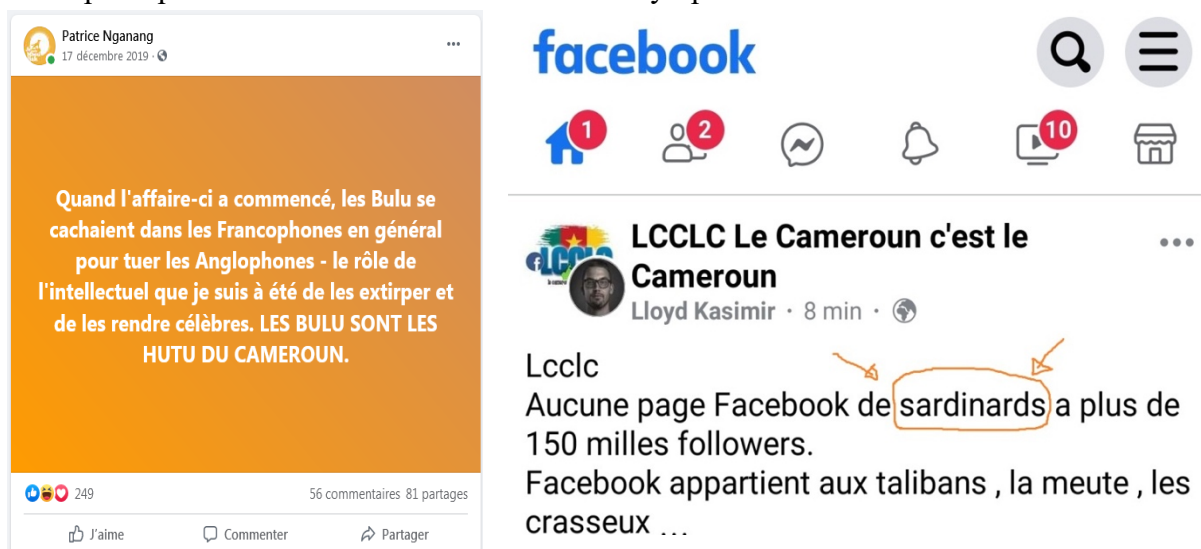 Patrice Nganang
17 décembre 2019 ·
Quand l'affaire-ci a commencé, les Bulu se
cachaient dans les Francophones en général
pour tuer les Anglophones - le rôle de
l'intellectuel que je suis à été de les extirper et
de les rendre célèbres. LES BULU SONT LES
HUTU DU CAMEROUN.
249
56 commentaires 81 partages
J'aime
Commenter
Partager
facebook
1
2
10
LCCLC
LCCLC Le Cameroun c'est le
Cameroun
Lloyd Kasimir · 8 min ·
Lcclc
Aucune page Facebook de sardinards a plus de
150 milles followers.
Facebook appartient aux talibans , la meute , les
crasseux ...